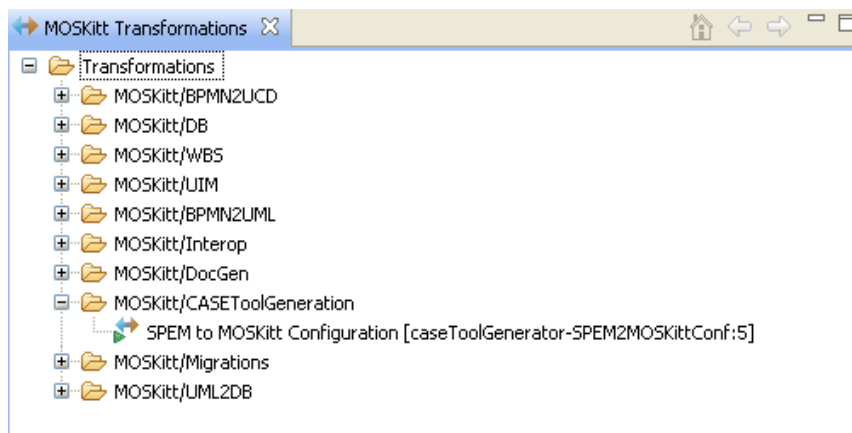 MOSKitt Transformations
Transformations
MOSKitt/BPMN2UCD
MOSKitt/DB
MOSKitt/WBS
MOSKitt/UIM
MOSKitt/BPMN2UML
MOSKitt/Interop
MOSKitt/DocGen
MOSKitt/CASEToolGeneration
SPEM to MOSKitt Configuration [caseToolGenerator-SPEM2MOSKittConf:5]
MOSKitt/Migrations
MOSKitt/UML2DB